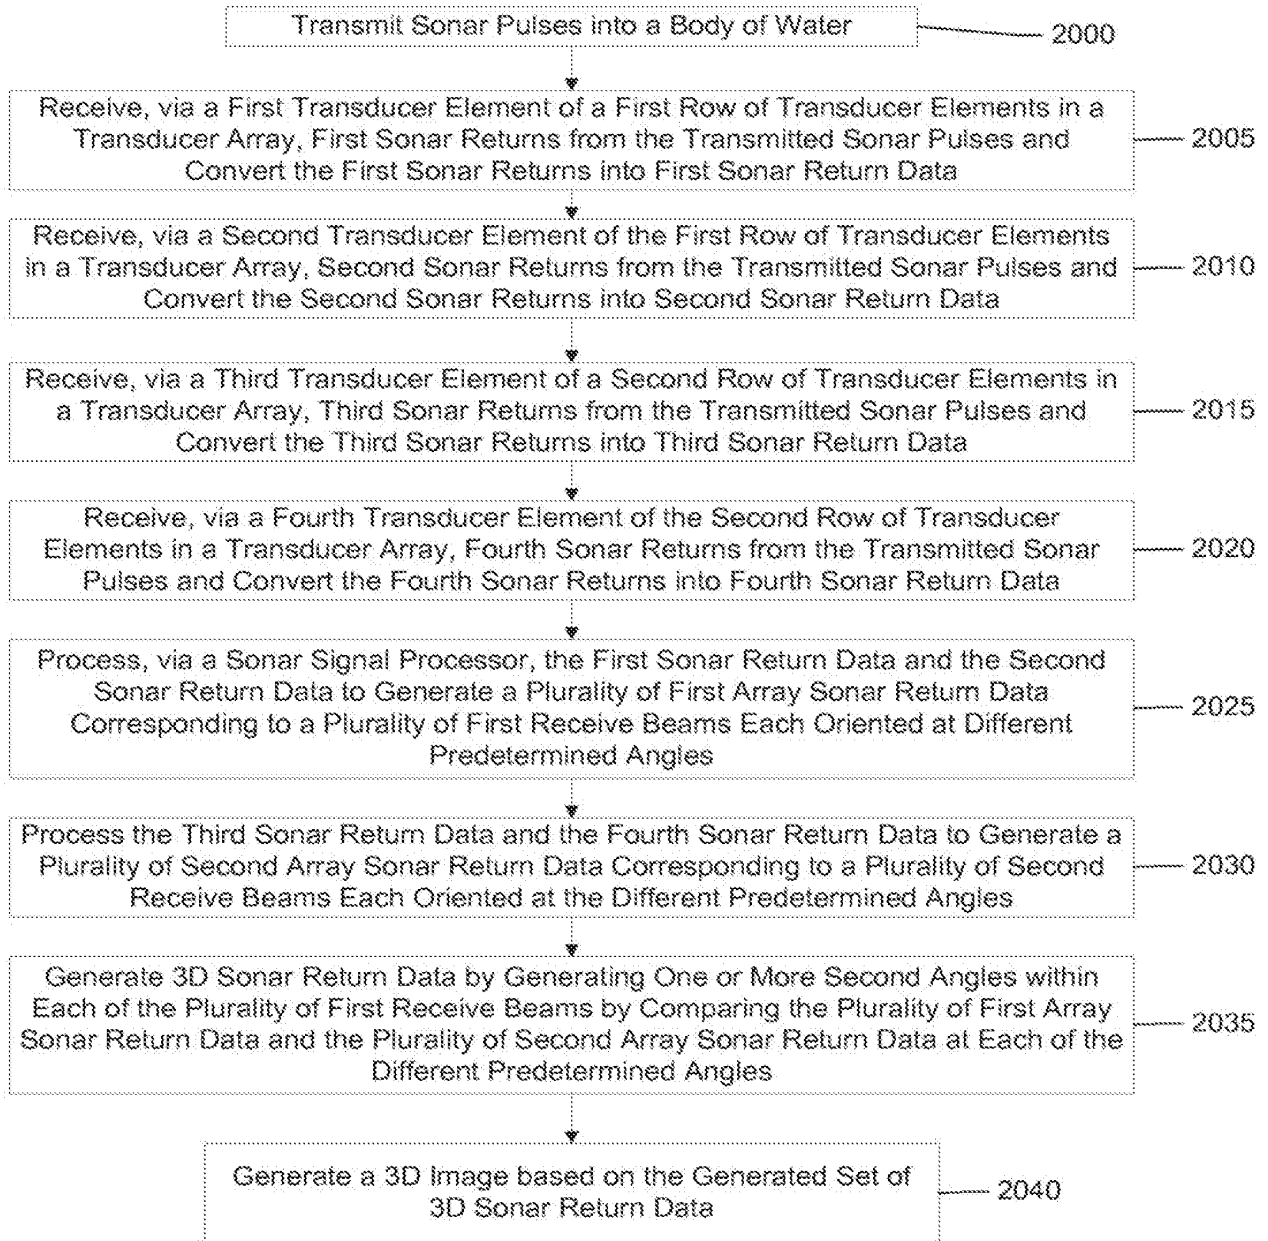 Transmit Sonar Pulses into a Body of Water
2000
Receive, via a First Transducer Element of a First Row of Transducer Elements in a
Transducer Array, First Sonar Returns from the Transmitted Sonar Pulses and
Convert the First Sonar Returns into First Sonar Return Data
2005
Receive, via a Second Transducer Element of the First Row of Transducer Elements
in a Transducer Array, Second Sonar Returns from the Transmitted Sonar Pulses and
Convert the Second Sonar Returns into Second Sonar Return Data
2010
Receive, via a Third Transducer Element of a Second Row of Transducer Elements in
a Transducer Array, Third Sonar Returns from the Transmitted Sonar Pulses and
Convert the Third Sonar Returns into Third Sonar Return Data
2015
Receive, via a Fourth Transducer Element of the Second Row of Transducer
Elements in a Transducer Array, Fourth Sonar Returns from the Transmitted Sonar
Pulses and Convert the Fourth Sonar Returns into Fourth Sonar Return Data
2020
Process, via a Sonar Signal Processor, the First Sonar Return Data and the Second
Sonar Return Data to Generate a Plurality of First Array Sonar Return Data
Corresponding to a Plurality of First Receive Beams Each Oriented at Different
Predetermined Angles
2025
Process the Third Sonar Return Data and the Fourth Sonar Return Data to Generate a
Plurality of Second Array Sonar Return Data Corresponding to a Plurality of Second
Receive Beams Each Oriented at the Different Predetermined Angles
2030
Generate 3D Sonar Return Data by Generating One or More Second Angles within
Each of the Plurality of First Receive Beams by Comparing the Plurality of First Array
Sonar Return Data and the Plurality of Second Array Sonar Return Data at Each of the
Different Predetermined Angles
2035
Generate a 3D Image based on the Generated Set of
3D Sonar Return Data
2040